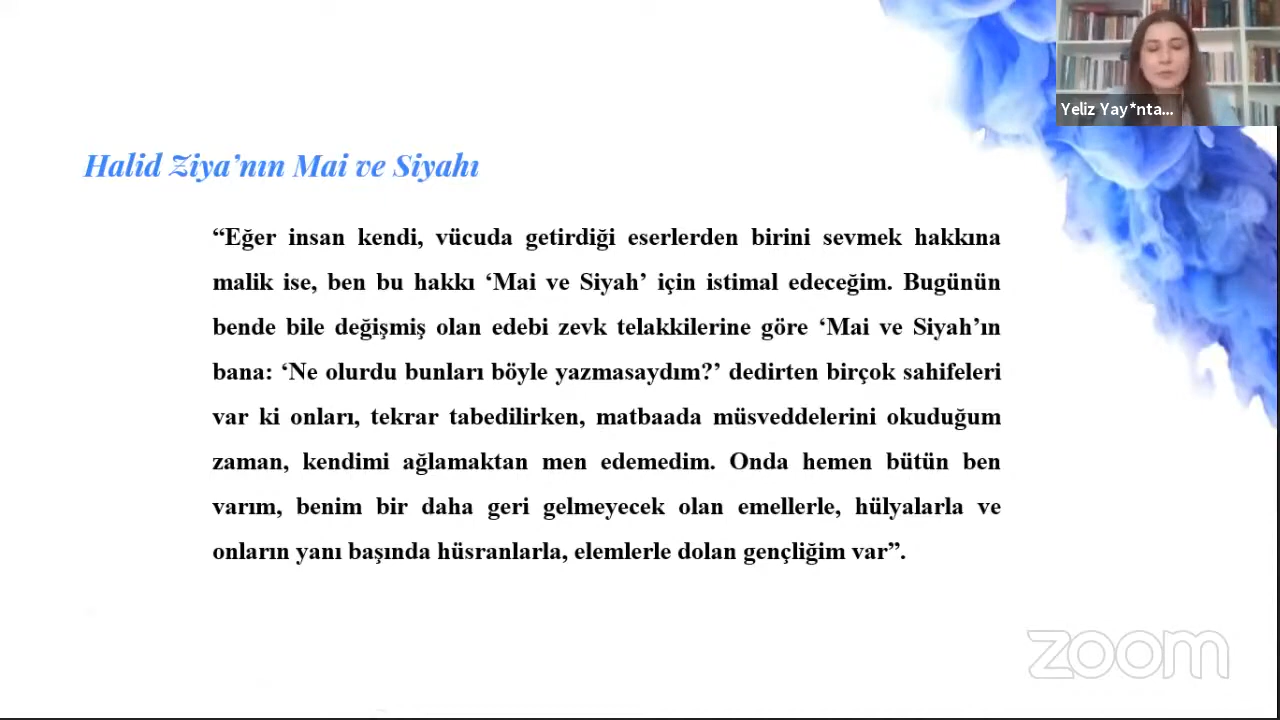 Yeliz Yay*nta...
Halid Ziya’nın Mai ve Siyahı
“Eğer insan kendi, vücuda getirdiği eserlerden birini sevmek hakkına
malik ise, ben bu hakkı ‘Mai ve Siyah’ için istimal edeceğim. Bugünün
bende bile değişmiş olan edebi zevk telakkilerine göre ‘Mai ve Siyah’ın
bana: ‘Ne olurdu bunları böyle yazmasaydım?’ dedirten birçok sahifeleri
var ki onları, tekrar tabedilirken, matbaada müsveddelerini okuduğum
zaman, kendimi ağlamaktan men edemedim. Onda hemen bütün ben
varım, benim bir daha geri gelmeyecek olan emellerle, hülyalarla ve
onların yanı başında hüsranlarla, elemlerle dolan gençliğim var”.
zoom